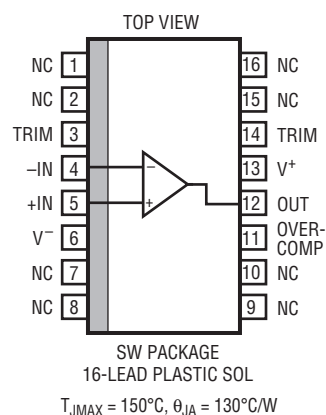 TOP VIEW
NC 1
NC 2
TRIM 3
–IN 4
+IN 5
V– 6
NC 7
NC 8
16 NC
15 NC
14 TRIM
13 V+
12 OUT
11 OVER-
COMP
10 NC
9 NC
–
+
SW PACKAGE
16-LEAD PLASTIC SOL
TJMAX = 150°C, θJA = 130°C/W